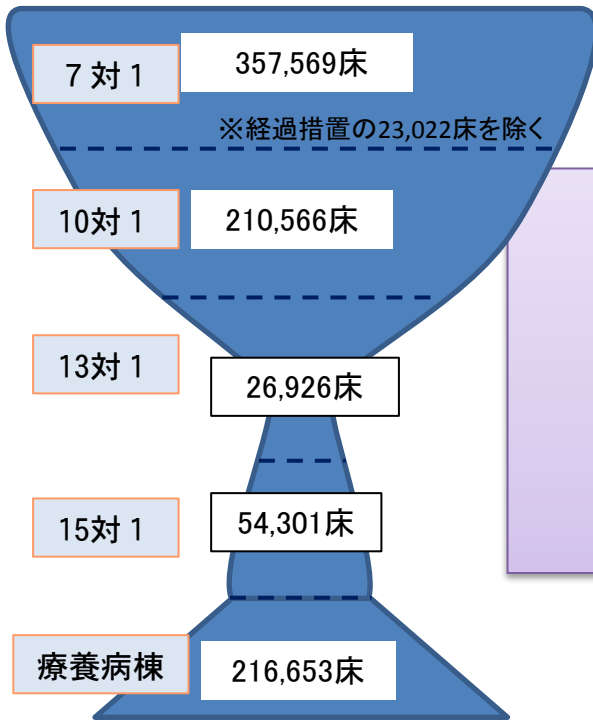 7対1
357,569床
※経過措置の23,022床を除く
10対1
210,566床
13対1
26,926床
15対1
54,301床
療養病棟
216,653床